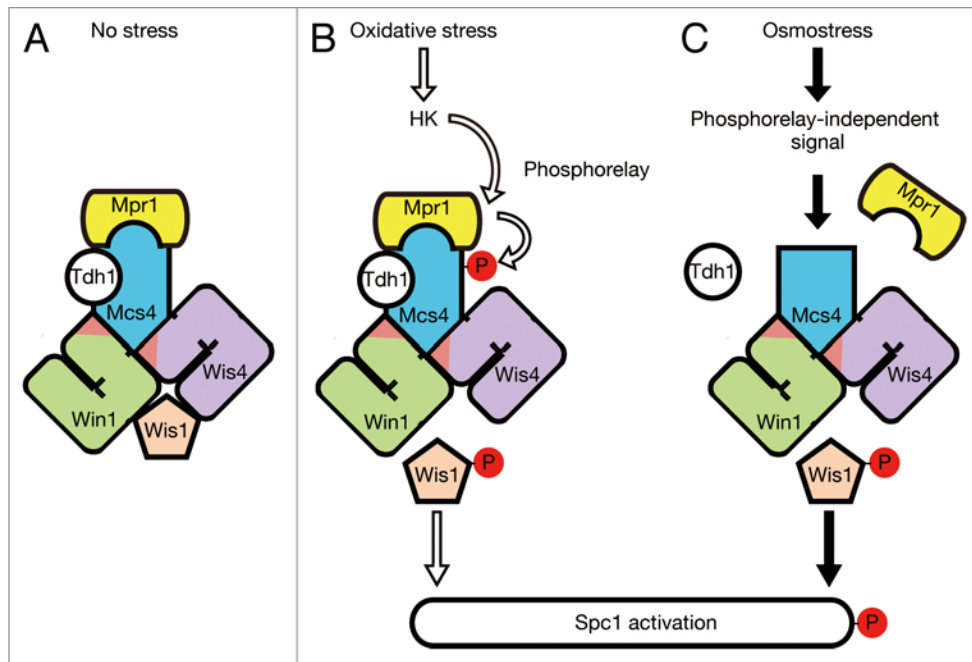 A
No stress
Mpr1
Tdh1
Mcs4
Wis4
Win1
Wis1
B
Oxidative stress
HK
Phosphorelay
Mpr1
P
Tdh1
Mcs4
Wis4
Win1
Wis1
P
C
Osmostress
Phosphorelay-independent
signal
Mpr1
Tdh1
Mcs4
Wis4
Win1
Wis1
P
Spc1 activation
P